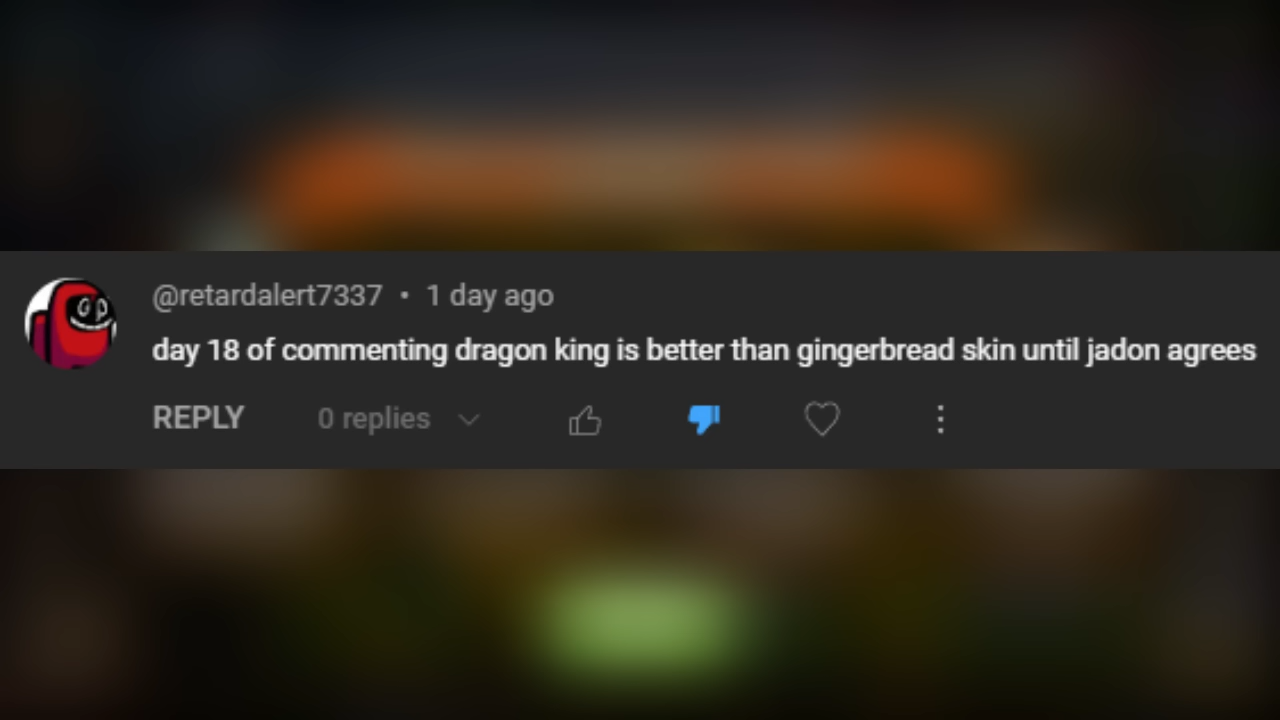 @retardalert7337 • 1 day ago
day 18 of commenting dragon king is better than gingerbread skin until jadon agrees
REPLY 0 replies